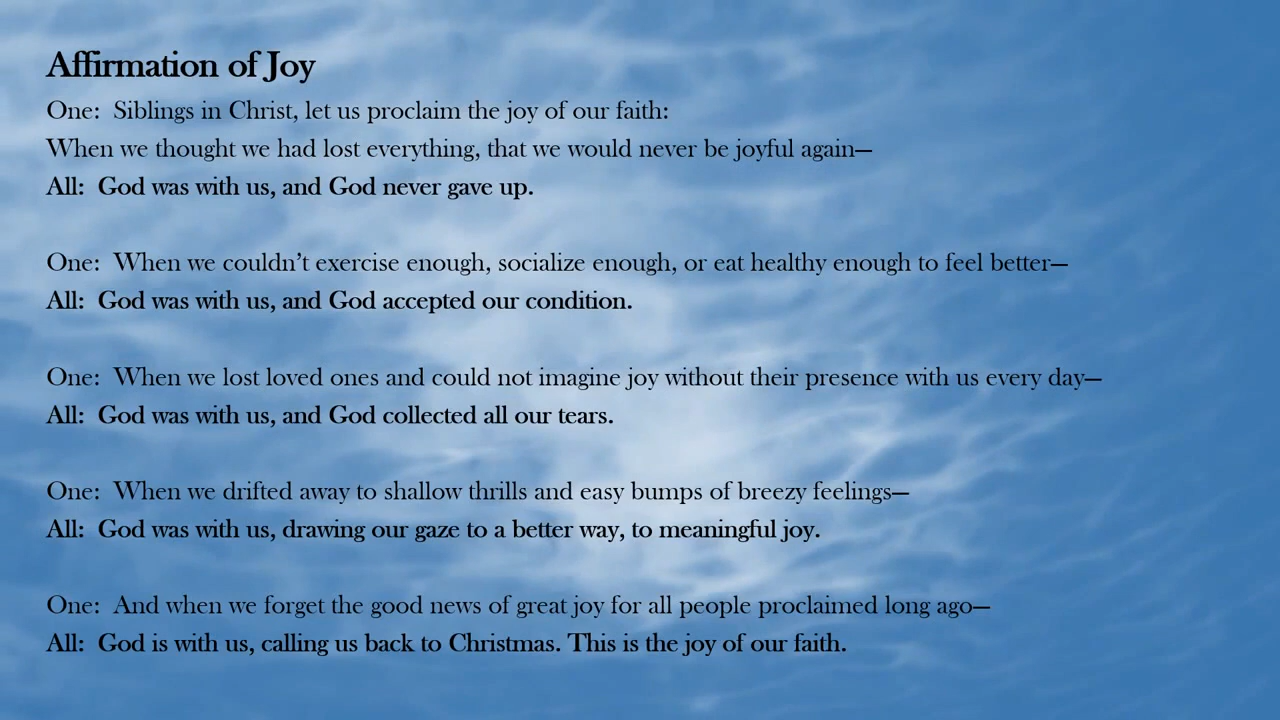 Affirmation of Joy
One:  Siblings in Christ, let us proclaim the joy of our faith:
When we thought we had lost everything, that we would never be joyful again—
All:  God was with us, and God never gave up.
One:  When we couldn’t exercise enough, socialize enough, or eat healthy enough to feel better—
All:  God was with us, and God accepted our condition.
One:  When we lost loved ones and could not imagine joy without their presence with us every day—
All:  God was with us, and God collected all our tears.
One:  When we drifted away to shallow thrills and easy bumps of breezy feelings—
All:  God was with us, drawing our gaze to a better way, to meaningful joy.
One:  And when we forget the good news of great joy for all people proclaimed long ago—
All:  God is with us, calling us back to Christmas. This is the joy of our faith.